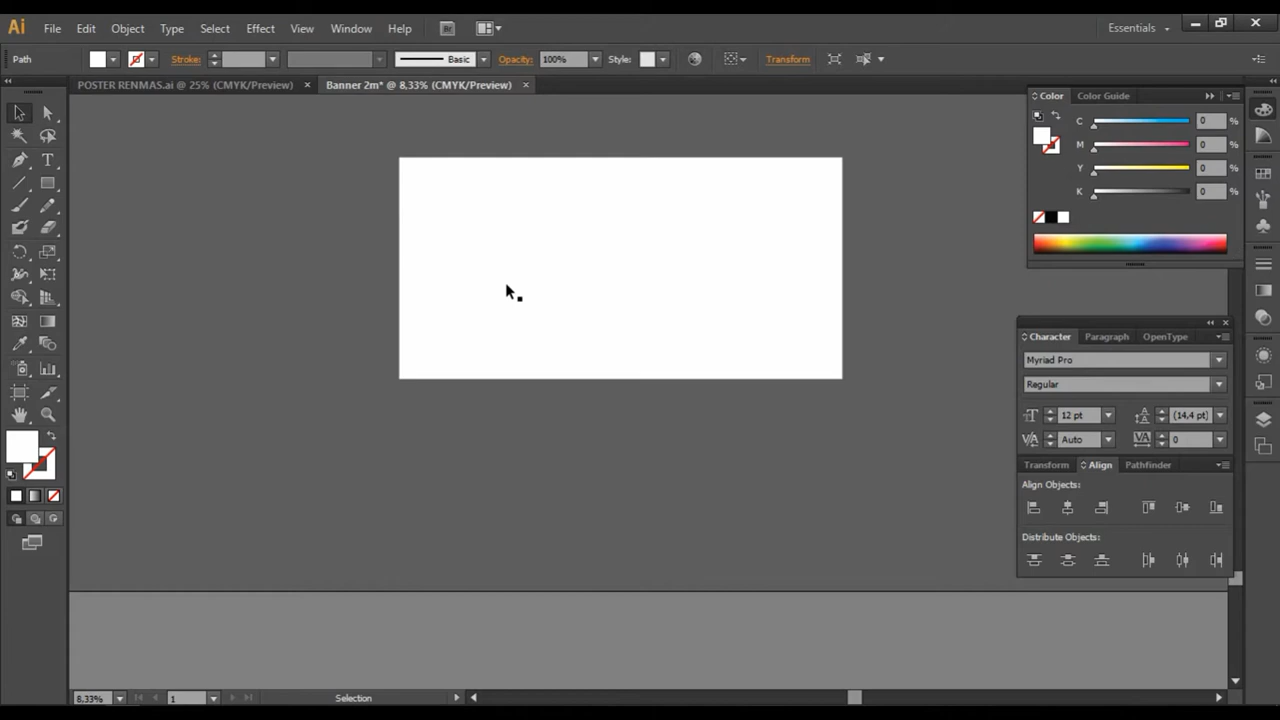 Ai File Edit Object Type Select Effect View Window Help Br Essentials
Path Stroke: Basic Opacity: 100% Style: Transform
POSTER RENMAS.ai @ 25% (CMYK/Preview) × Banner 2m* @ 8,33% (CMYK/Preview) ×
Color Color Guide
C 0 %
M 0 %
Y 0 %
K 0 %
Character Paragraph OpenType
Myriad Pro
Regular
12 pt (14,4 pt)
Auto 0
Transform Align Pathfinder
Align Objects:
Distribute Objects:
8,33% 1 Selection